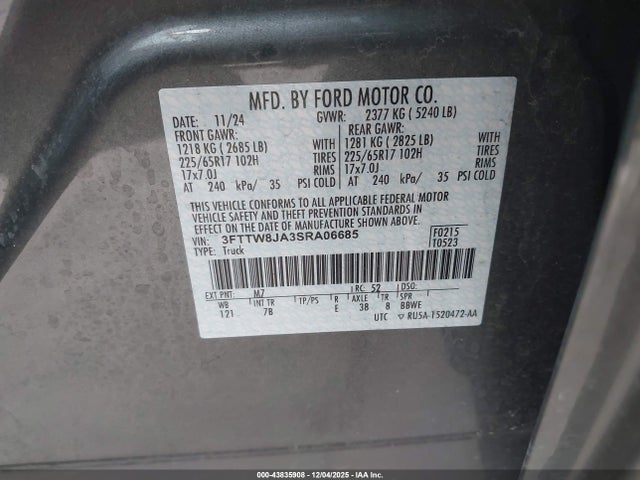 MFD. BY FORD MOTOR CO.
DATE: 11/24 GVWR: 2377 KG ( 5240 LB)
FRONT GAWR: REAR GAWR:
1218 KG ( 2685 LB) WITH 1281 KG ( 2825 LB) WITH
225/65R17 102H TIRES 225/65R17 102H TIRES
17x7.0J RIMS 17x7.0J RIMS
AT 240 kPa/ 35 PSI COLD AT 240 kPa/ 35 PSI COLD
THIS VEHICLE CONFORMS TO ALL APPLICABLE FEDERAL MOTOR
VEHICLE SAFETY AND THEFT PREVENTION STANDARDS IN
EFFECT ON THE DATE OF MANUFACTURE SHOWN ABOVE.
VIN: 3FTTW8JA3SRA06685 F0215
TYPE: Truck T0523
EXT PNT: M7 RC: 52 DSO:
WB INT TR TP/PS R AXLE TR SPR
121 7B E 38 8 BBWE
UTC ▽ RU5A-1520472-AA
000-43835908 - 12/04/2025 - IAA Inc.